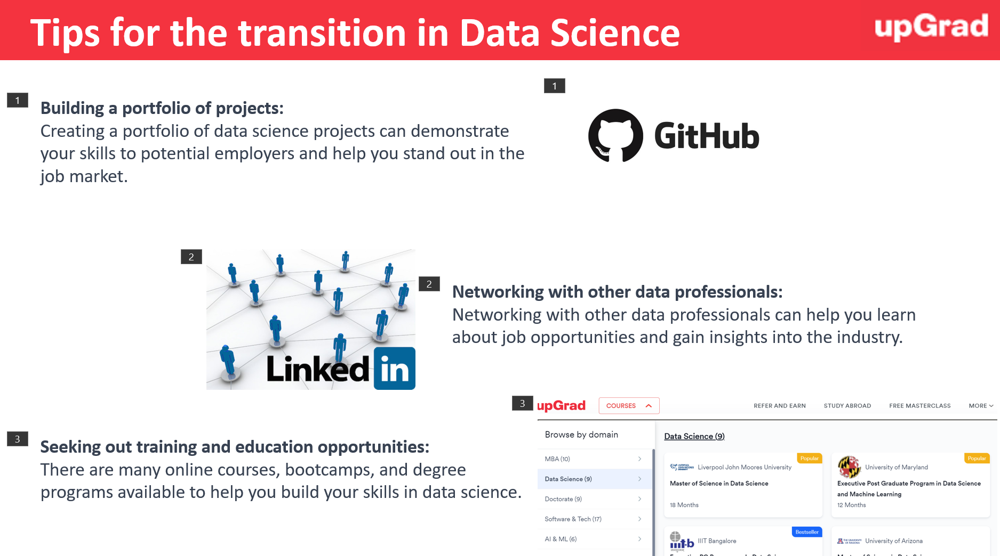 Tips for the transition in Data Science
upGrad
1
Building a portfolio of projects:
Creating a portfolio of data science projects can demonstrate
your skills to potential employers and help you stand out in the
job market.
1
GitHub
2
Linked in
2
Networking with other data professionals:
Networking with other data professionals can help you learn
about job opportunities and gain insights into the industry.
3
Seeking out training and education opportunities:
There are many online courses, bootcamps, and degree
programs available to help you build your skills in data science.
3
upGrad
COURSES
REFER AND EARN
STUDY ABROAD
FREE MASTERCLASS
MORE
Browse by domain
MBA (10)
Data Science (9)
Doctorate (9)
Software & Tech (17)
AI & ML (6)
Data Science (9)
Popular
LIVERPOOL JOHN MOORES UNIVERSITY
Liverpool John Moores University
Master of Science in Data Science
18 Months
Popular
University of Maryland
Executive Post Graduate Program in Data Science
and Machine Learning
12 Months
Bestseller
iiit-b
IIIT Bangalore
THE UNIVERSITY OF ARIZONA
University of Arizona